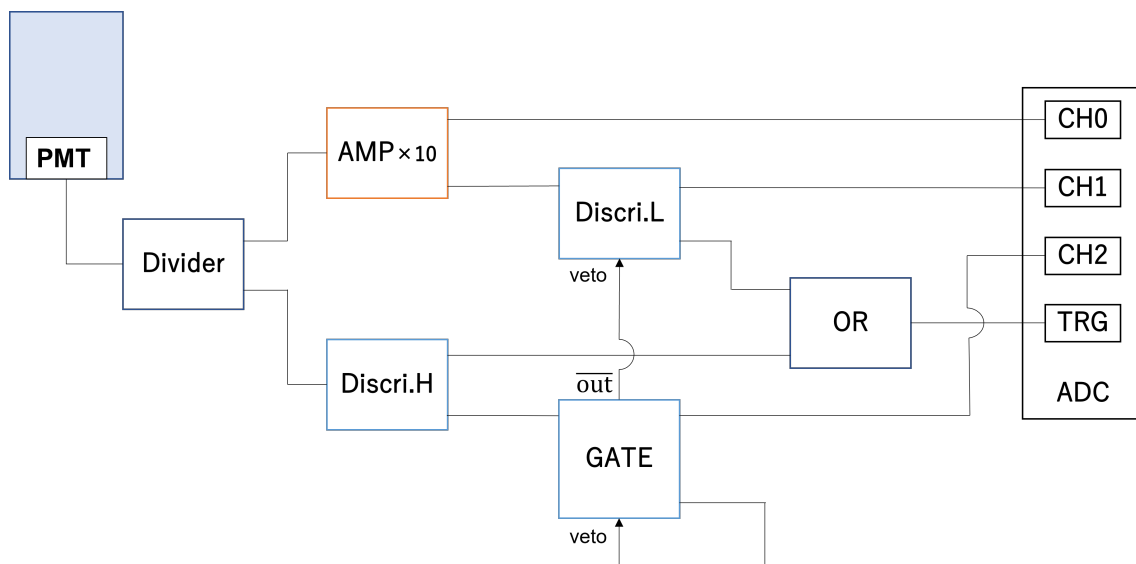 PMT
Divider
AMP×10
Discri.L
veto
Discri.H
OR
out
GATE
veto
CH0
CH1
CH2
TRG
ADC